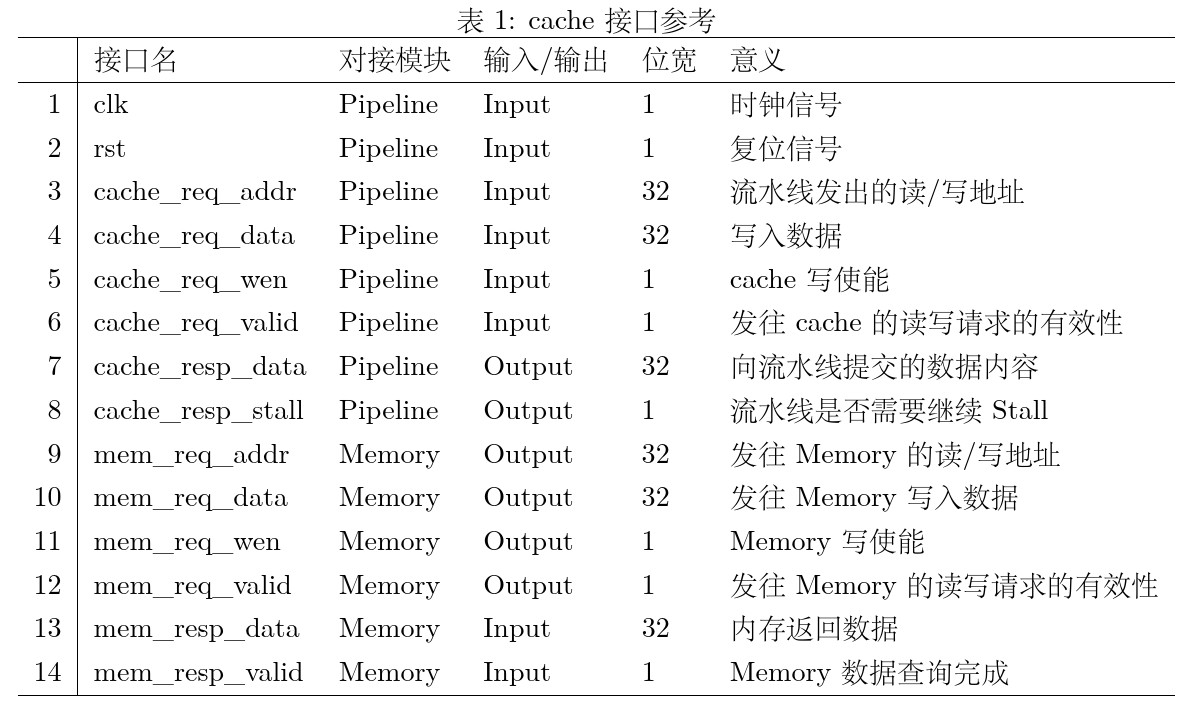 表 1: cache 接口参考
接口名 对接模块 输入/输出 位宽 意义
1 clk Pipeline Input 1 时钟信号
2 rst Pipeline Input 1 复位信号
3 cache_req_addr Pipeline Input 32 流水线发出的读/写地址
4 cache_req_data Pipeline Input 32 写入数据
5 cache_req_wen Pipeline Input 1 cache 写使能
6 cache_req_valid Pipeline Input 1 发往 cache 的读写请求的有效性
7 cache_resp_data Pipeline Output 32 向流水线提交的数据内容
8 cache_resp_stall Pipeline Output 1 流水线是否需要继续 Stall
9 mem_req_addr Memory Output 32 发往 Memory 的读/写地址
10 mem_req_data Memory Output 32 发往 Memory 写入数据
11 mem_req_wen Memory Output 1 Memory 写使能
12 mem_req_valid Memory Output 1 发往 Memory 的读写请求的有效性
13 mem_resp_data Memory Input 32 内存返回数据
14 mem_resp_valid Memory Input 1 Memory 数据查询完成